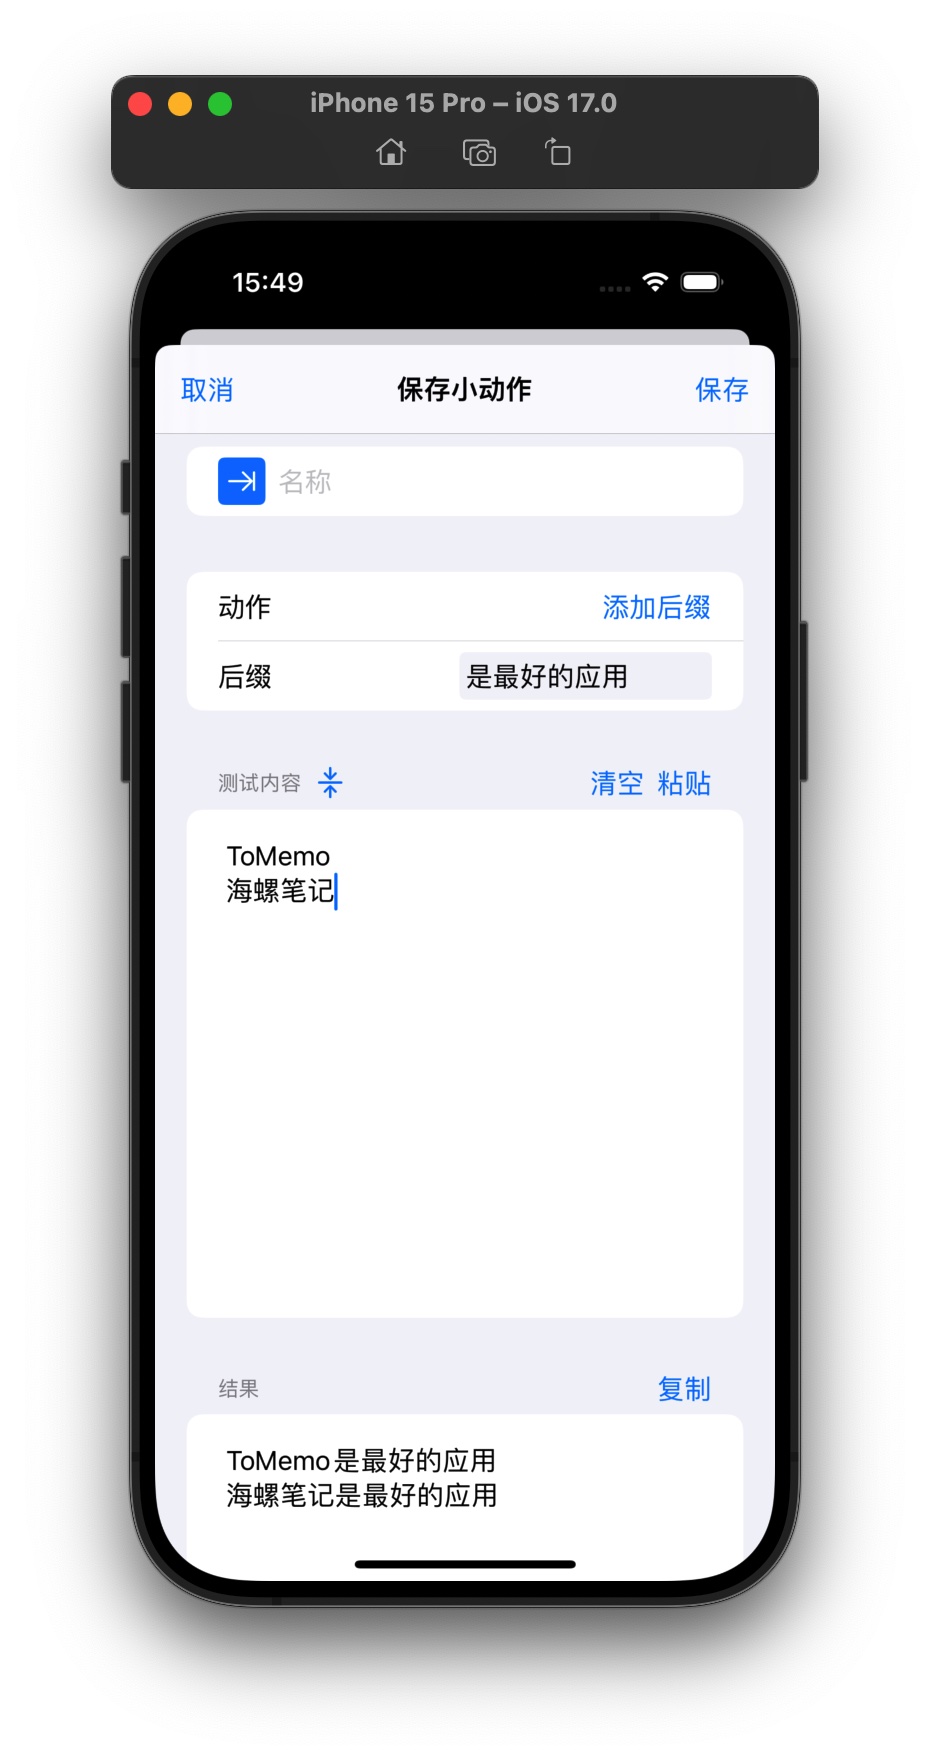 iPhone 15 Pro – iOS 17.0
15:49
取消 保存小动作 保存
名称
动作 添加后缀
后缀 是最好的应用
测试内容 清空 粘贴
ToMemo
海螺笔记
结果 复制
ToMemo是最好的应用
海螺笔记是最好的应用